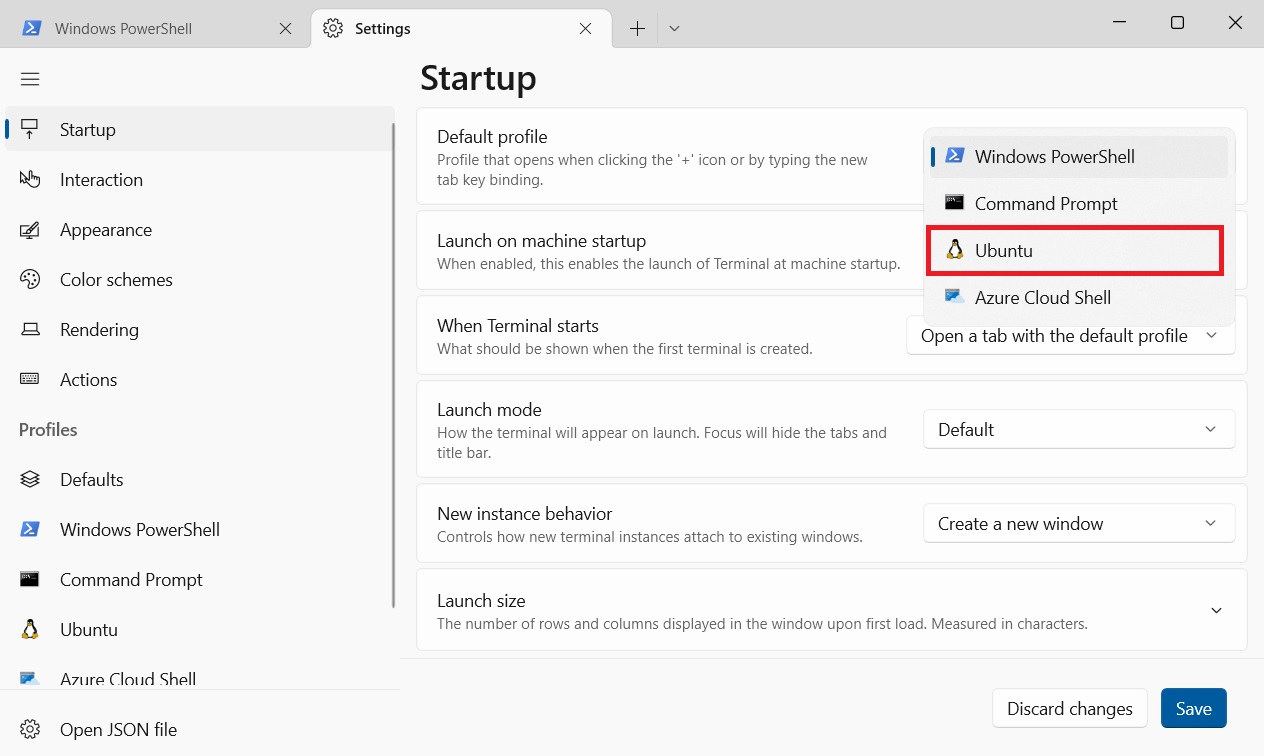 Windows PowerShell
Settings
Startup
Interaction
Appearance
Color schemes
Rendering
Actions
Profiles
Defaults
Windows PowerShell
Command Prompt
Ubuntu
Azure Cloud Shell
Open JSON file
Startup
Default profile
Profile that opens when clicking the '+' icon or by typing the new
tab key binding.
Windows PowerShell
Command Prompt
Ubuntu
Azure Cloud Shell
Launch on machine startup
When enabled, this enables the launch of Terminal at machine startup.
When Terminal starts
What should be shown when the first terminal is created.
Open a tab with the default profile
Launch mode
How the terminal will appear on launch. Focus will hide the tabs and
title bar.
Default
New instance behavior
Controls how new terminal instances attach to existing windows.
Create a new window
Launch size
The number of rows and columns displayed in the window upon first load. Measured in characters.
Discard changes
Save